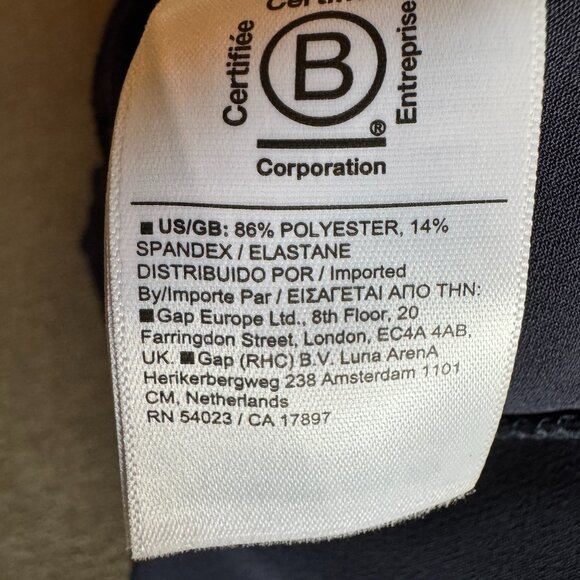 Certified
Certifiée
B
Entreprise
®
Corporation
■ US/GB: 86% POLYESTER, 14%
SPANDEX / ELASTANE
DISTRIBUIDO POR / Imported
By/Importe Par / ΕΙΣΑΓΕΤΑΙ ΑΠΟ ΤΗΝ:
■ Gap Europe Ltd., 8th Floor, 20
Farringdon Street, London, EC4A 4AB,
UK. ■ Gap (RHC) B.V. Luna ArenA
Herikerbergweg 238 Amsterdam 1101
CM, Netherlands
RN 54023 / CA 17897